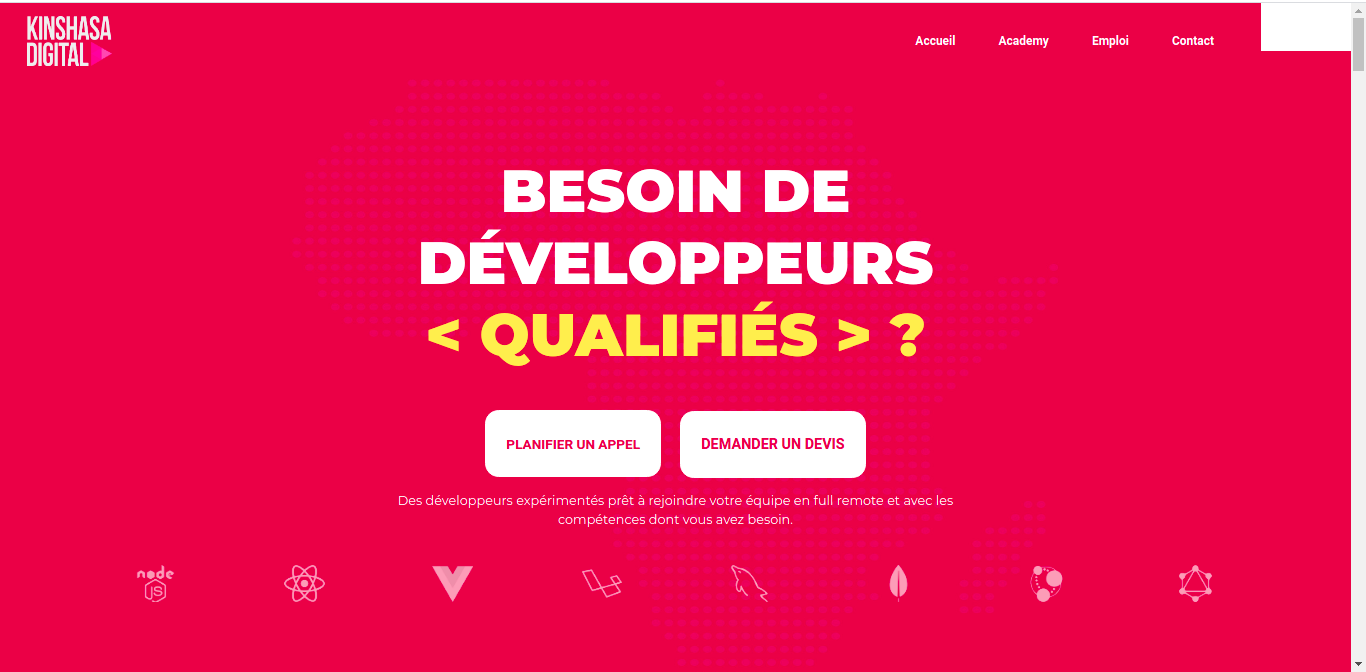 KINSHASA
DIGITAL
Accueil
Academy
Emploi
Contact
BESOIN DE
DÉVELOPPEURS
< QUALIFIÉS > ?
PLANIFIER UN APPEL
DEMANDER UN DEVIS
Des développeurs expérimentés prêt à rejoindre votre équipe en full remote et avec les
compétences dont vous avez besoin.
node
JS